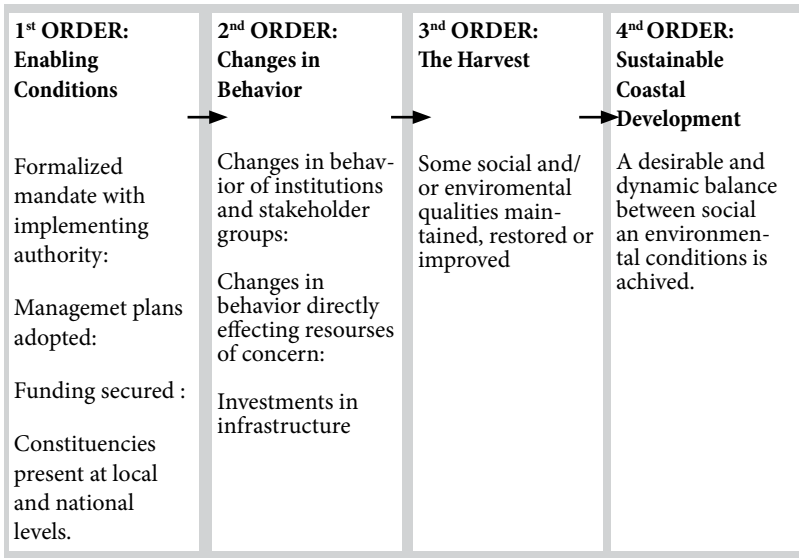 1st ORDER:
Enabling
Conditions
Formalized
mandate with
implementing
authority:
Managemet plans
adopted:
Funding secured :
Constituencies
present at local
and national
levels.
2nd ORDER:
Changes in
Behavior
Changes in behav-
ior of institutions
and stakeholder
groups:
Changes in
behavior directly
effecting resourses
of concern:
Investments in
infrastructure
3nd ORDER:
The Harvest
Some social and/
or enviromental
qualities main-
tained, restored or
improved
4nd ORDER:
Sustainable
Coastal
Development
A desirable and
dynamic balance
between social
an environmen-
tal conditions is
achived.